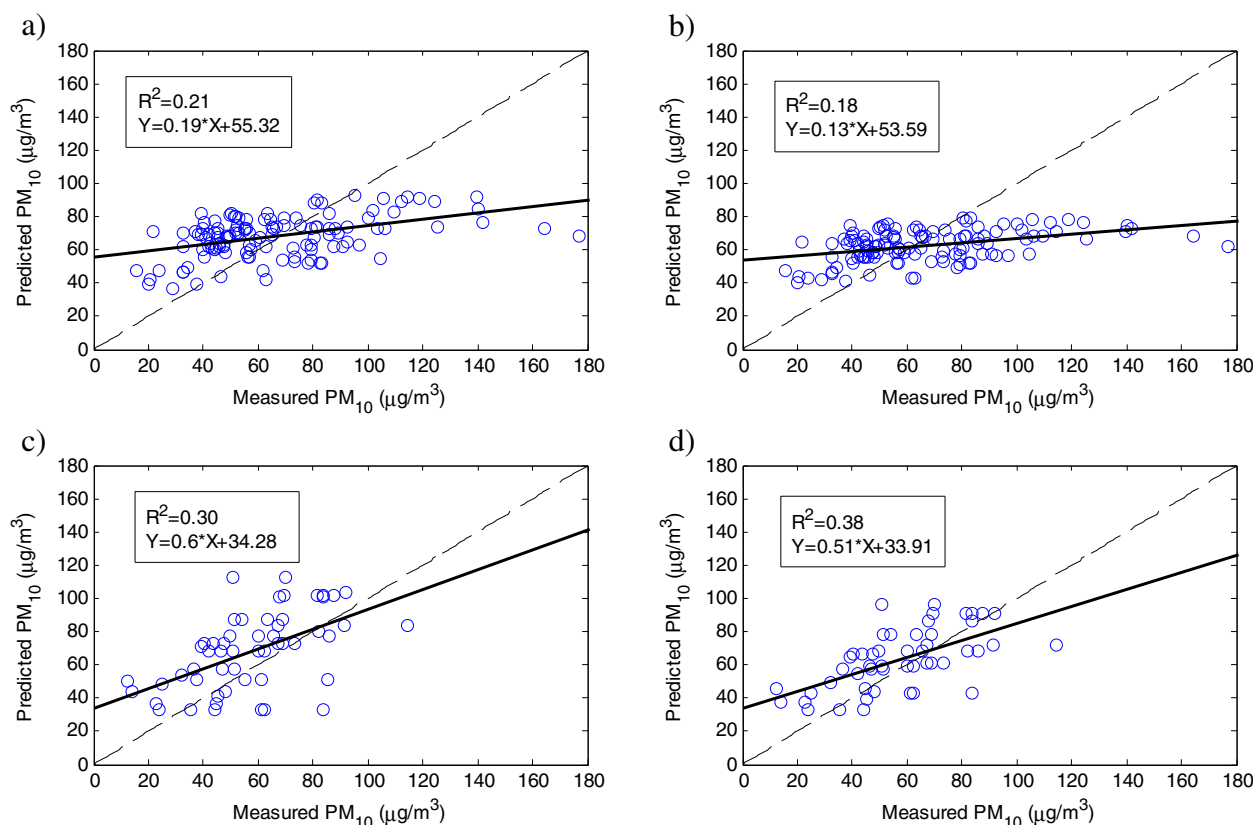 a)
180
160
140
120
100
80
60
40
20
0
Predicted PM10 (μg/m3)
R2=0.21
Y=0.19*X+55.32
0 20 40 60 80 100 120 140 160 180
Measured PM10 (μg/m3)
b)
180
160
140
120
100
80
60
40
20
0
Predicted PM10 (μg/m3)
R2=0.18
Y=0.13*X+53.59
0 20 40 60 80 100 120 140 160 180
Measured PM10 (μg/m3)
c)
180
160
140
120
100
80
60
40
20
0
Predicted PM10 (μg/m3)
R2=0.30
Y=0.6*X+34.28
0 20 40 60 80 100 120 140 160 180
Measured PM10 (μg/m3)
d)
180
160
140
120
100
80
60
40
20
0
Predicted PM10 (μg/m3)
R2=0.38
Y=0.51*X+33.91
0 20 40 60 80 100 120 140 160 180
Measured PM10 (μg/m3)